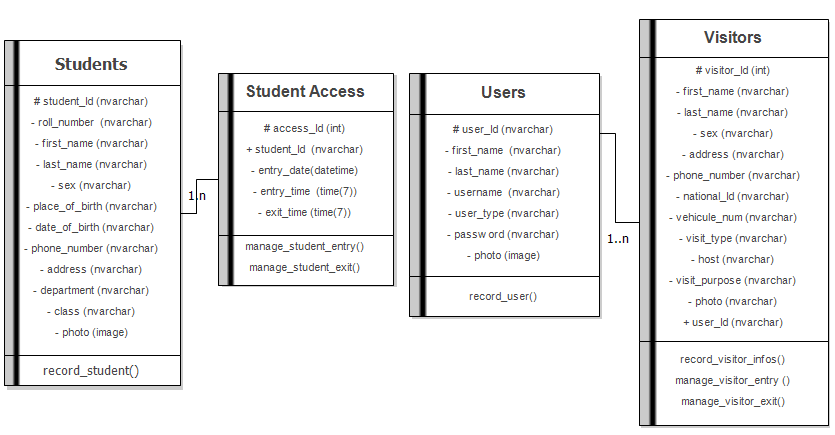 Students
# student_Id (nvarchar)
- roll_number (nvarchar)
- first_name (nvarchar)
- last_name (nvarchar)
- sex (nvarchar)
- place_of_birth (nvarchar)
- date_of_birth (nvarchar)
- phone_number (nvarchar)
- address (nvarchar)
- department (nvarchar)
- class (nvarchar)
- photo (image)
record_student()
1.n
Student Access
# access_Id (int)
+ student_Id (nvarchar)
- entry_date(datetime)
- entry_time (time(7))
- exit_time (time(7))
manage_student_entry()
manage_student_exit()
Users
# user_Id (nvarchar)
- first_name (nvarchar)
- last_name (nvarchar)
- username (nvarchar)
- user_type (nvarchar)
- password (nvarchar)
- photo (image)
record_user()
1..n
Visitors
# visitor_Id (int)
- first_name (nvarchar)
- last_name (nvarchar)
- sex (nvarchar)
- address (nvarchar)
- phone_number (nvarchar)
- national_Id (nvarchar)
- vehicule_num (nvarchar)
- visit_type (nvarchar)
- host (nvarchar)
- visit_purpose (nvarchar)
- photo (nvarchar)
+ user_Id (nvarchar)
record_visitor_infos()
manage_visitor_entry ()
manage_visitor_exit()